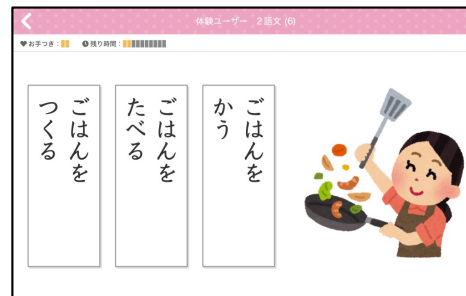 体験ユーザー 2語文 (6)
お手つき：
残り時間：
ごはんを
かう
ごはんを
たべる
ごはんを
つくる